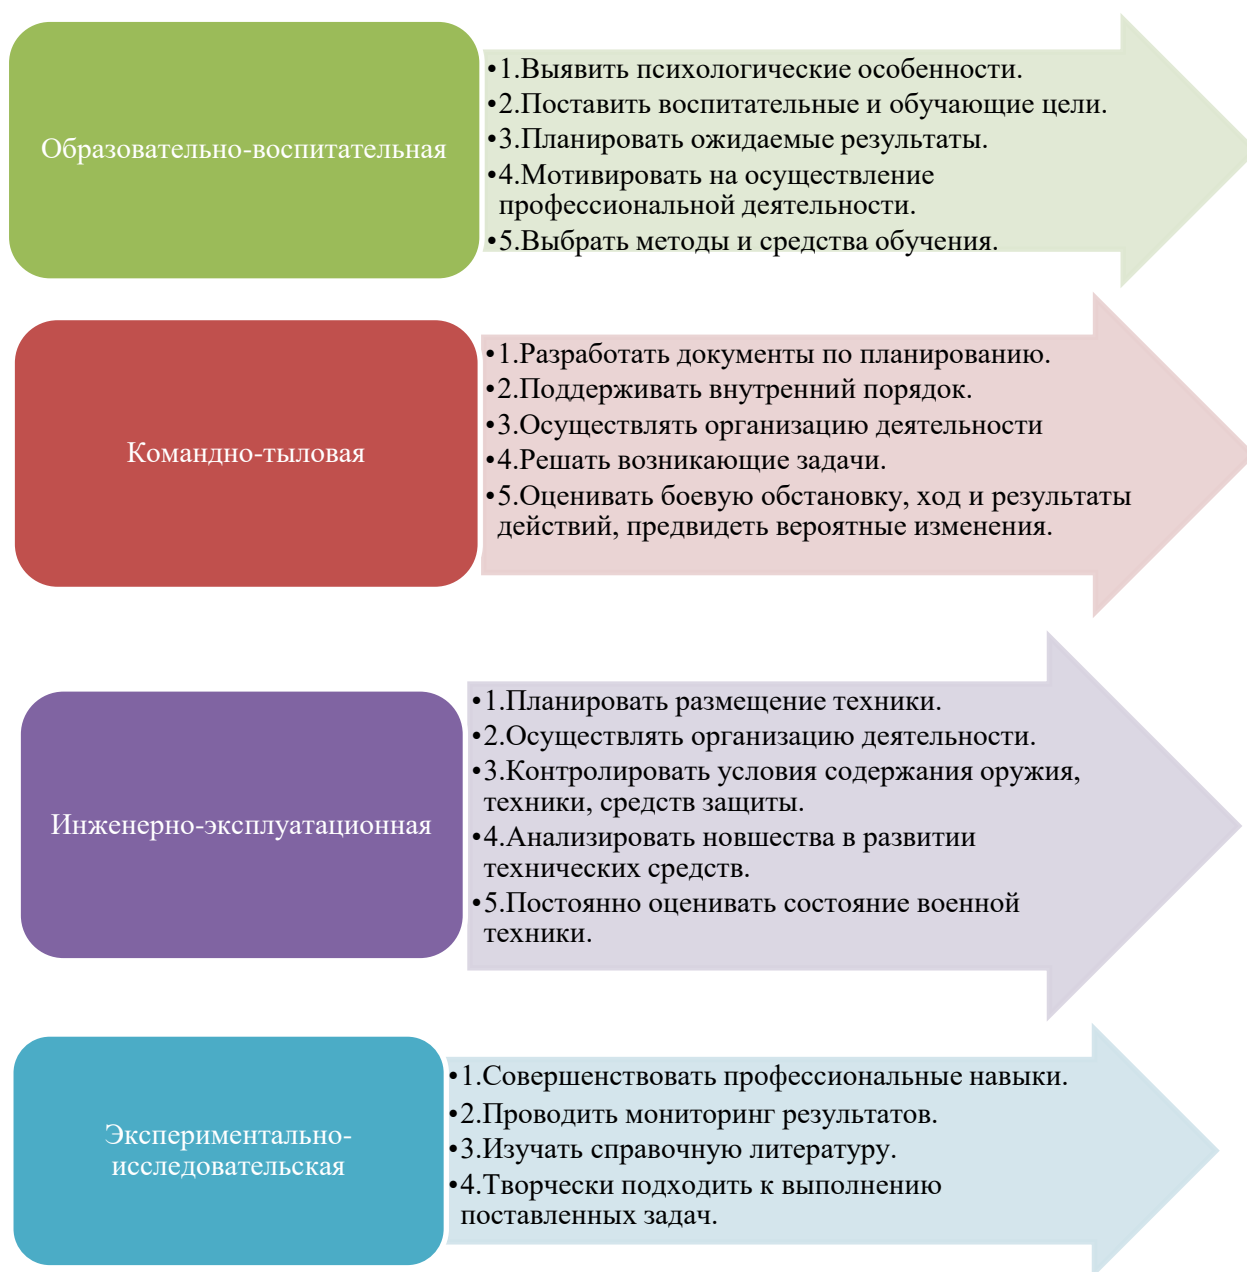 Образовательно-воспитательная
•1.Выявить психологические особенности.
•2.Поставить воспитательные и обучающие цели.
•3.Планировать ожидаемые результаты.
•4.Мотивировать на осуществление
профессиональной деятельности.
•5.Выбрать методы и средства обучения.
Командно-тыловая
•1.Разработать документы по планированию.
•2.Поддерживать внутренний порядок.
•3.Осуществлять организацию деятельности
•4.Решать возникающие задачи.
•5.Оценивать боевую обстановку, ход и результаты
действий, предвидеть вероятные изменения.
Инженерно-эксплуатационная
•1.Планировать размещение техники.
•2.Осуществлять организацию деятельности.
•3.Контролировать условия содержания оружия,
техники, средств защиты.
•4.Анализировать новшества в развитии
технических средств.
•5.Постоянно оценивать состояние военной
техники.
Экспериментально-
исследовательская
•1.Совершенствовать профессиональные навыки.
•2.Проводить мониторинг результатов.
•3.Изучать справочную литературу.
•4.Творчески подходить к выполнению
поставленных задач.